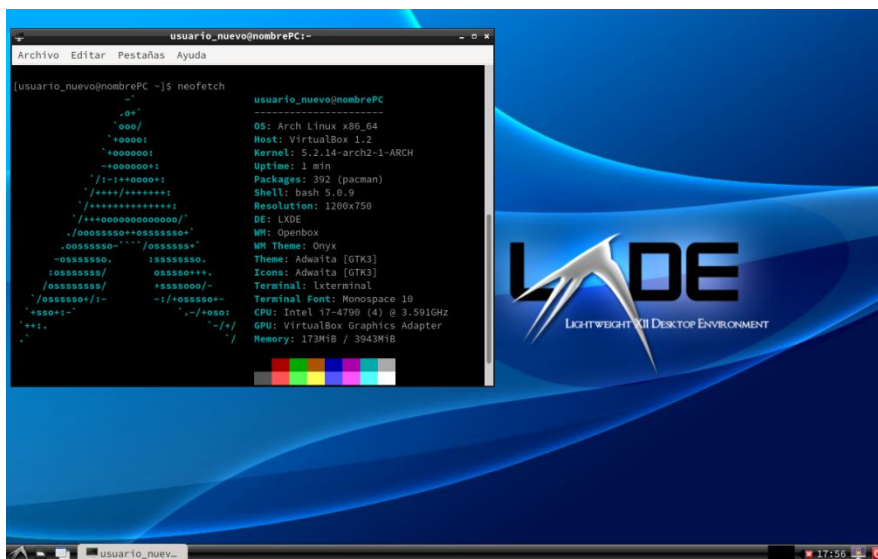 usuario_nuevo@nombrePC:~
Archivo Editar Pestañas Ayuda
[usuario_nuevo@nombrePC ~]$ neofetch
usuario_nuevo@nombrePC
----------------------
OS: Arch Linux x86_64
Host: VirtualBox 1.2
Kernel: 5.2.14-arch2-1-ARCH
Uptime: 1 min
Packages: 392 (pacman)
Shell: bash 5.0.9
Resolution: 1200x750
DE: LXDE
WM: Openbox
WM Theme: Onyx
Theme: Adwaita [GTK3]
Icons: Adwaita [GTK3]
Terminal: lxterminal
Terminal Font: Monospace 10
CPU: Intel i7-4790 (4) @ 3.591GHz
GPU: VirtualBox Graphics Adapter
Memory: 173MiB / 3943MiB
LXDE
LIGHTWEIGHT X11 DESKTOP ENVIRONMENT
usuario_nuev…
17:56